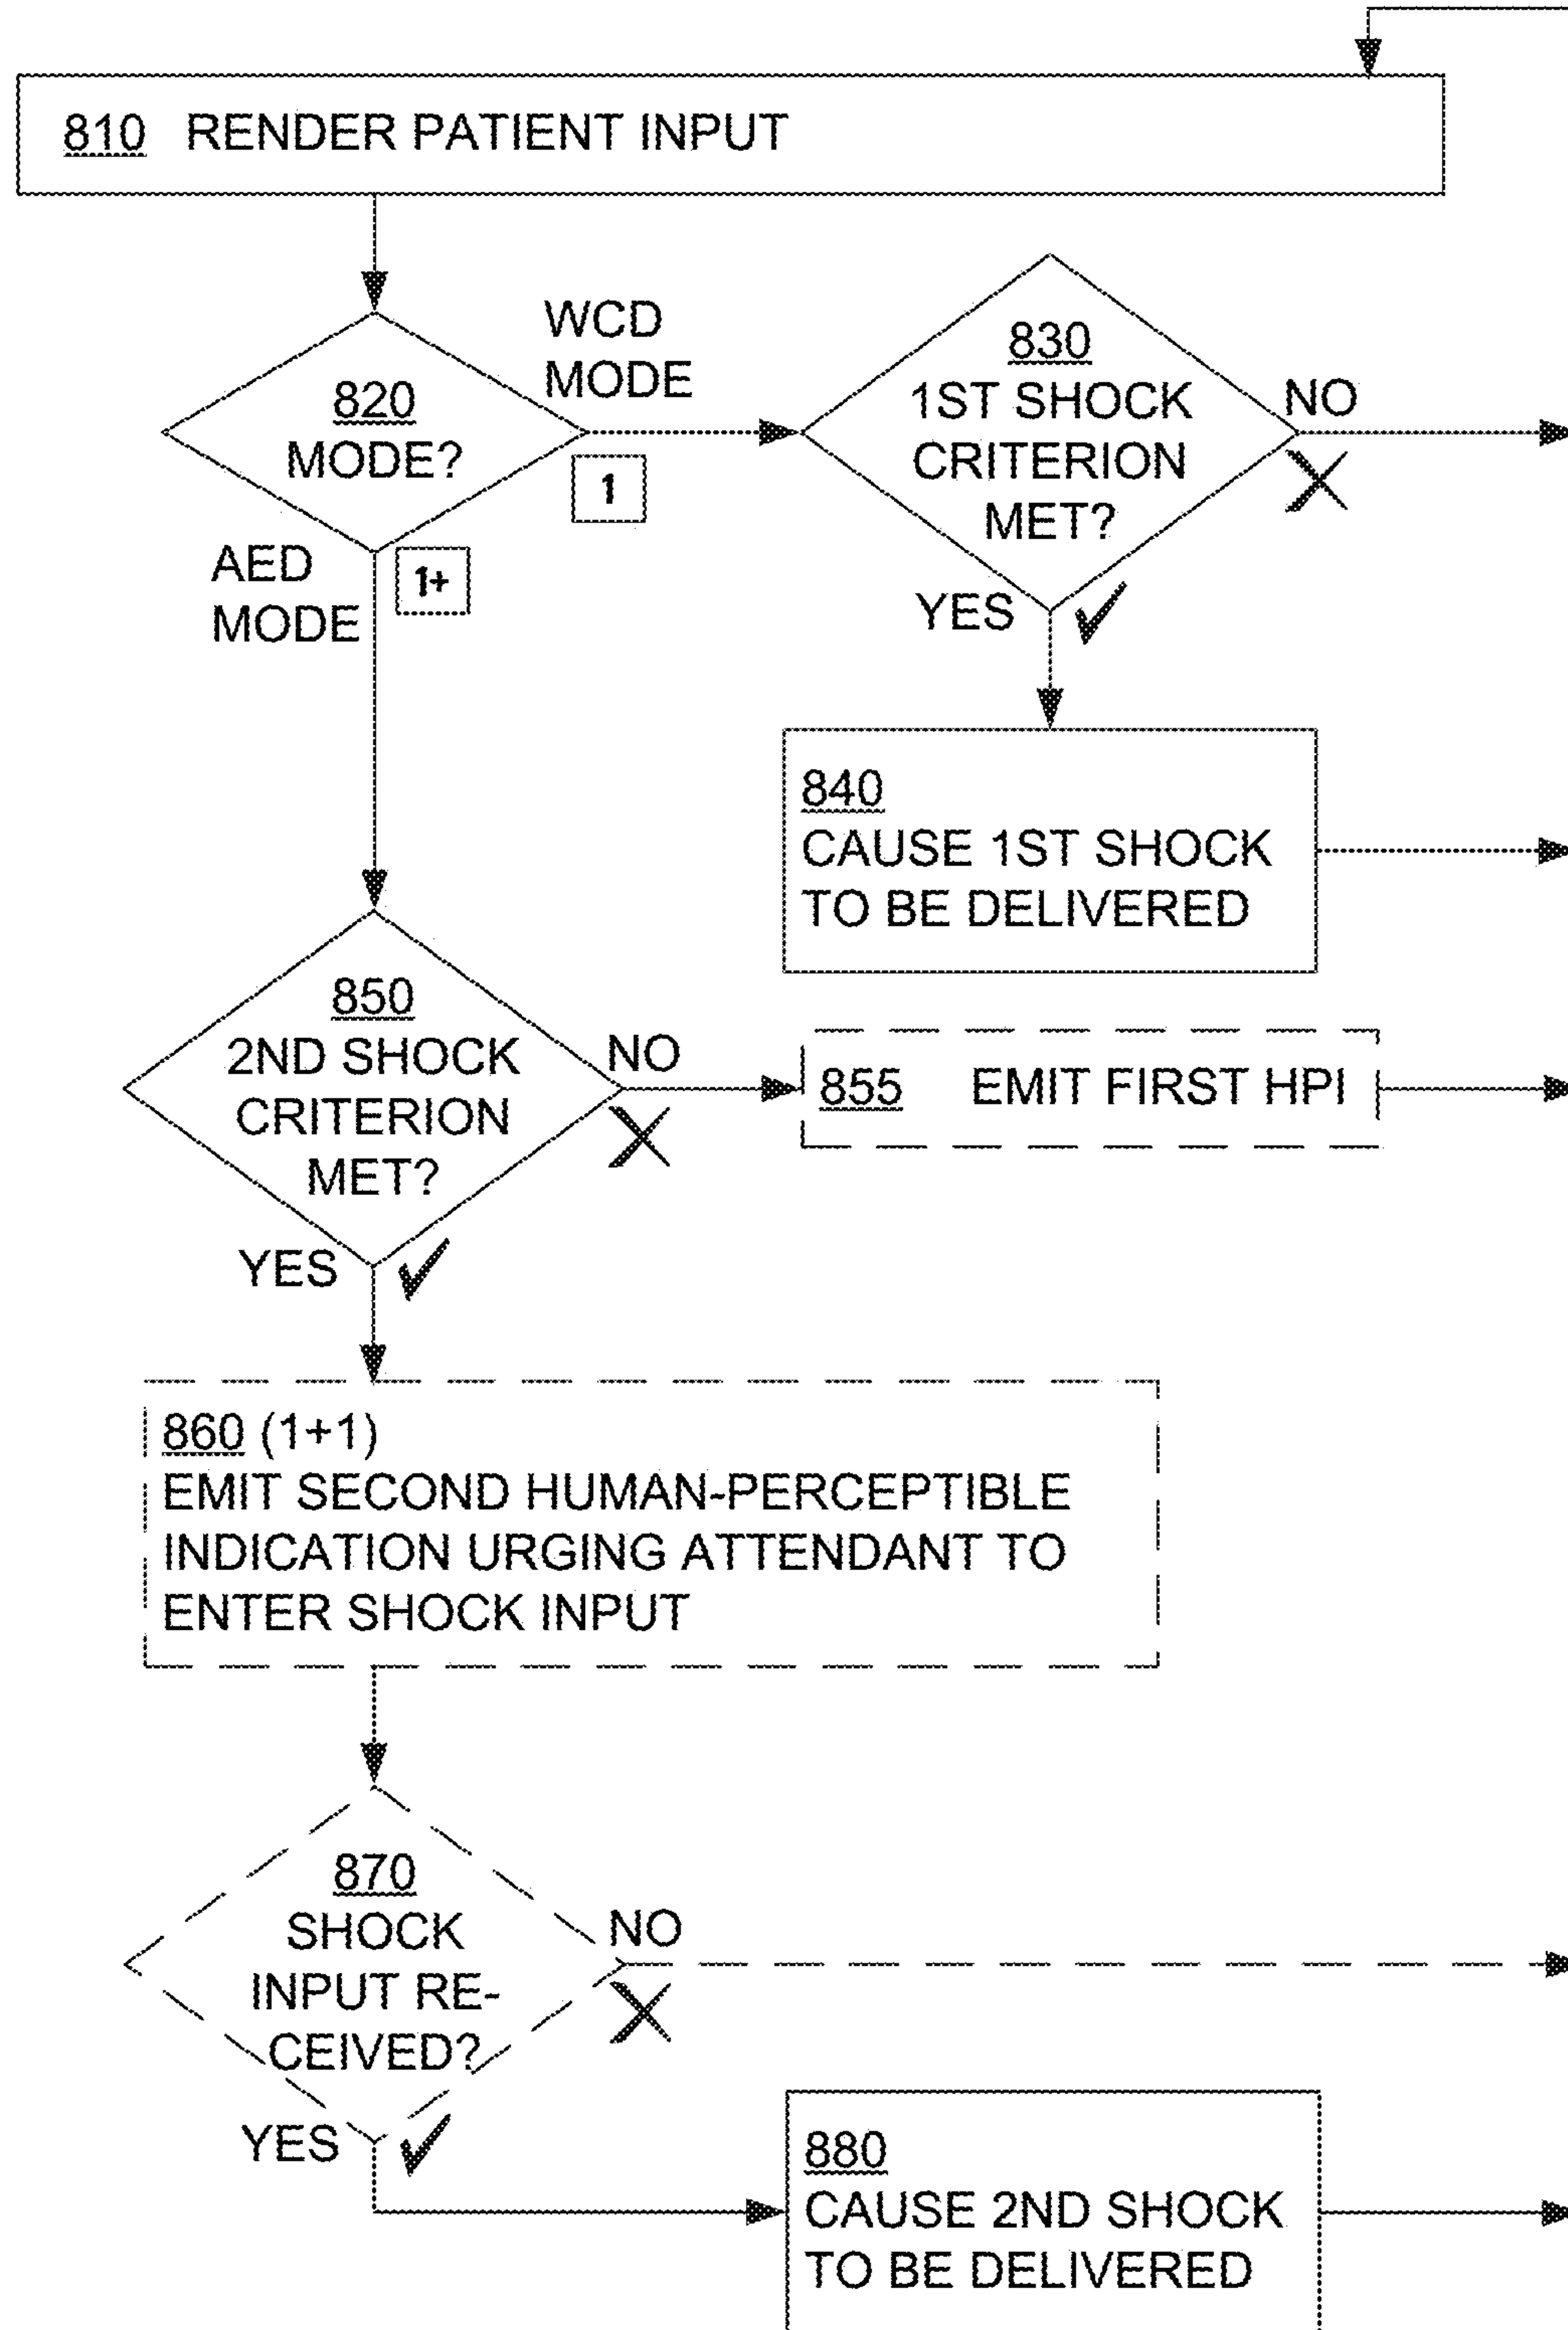 810 RENDER PATIENT INPUT
WCD
MODE
820
MODE?
1
830
1ST SHOCK
CRITERION
MET?
NO
YES
AED
MODE
1+
840
CAUSE 1ST SHOCK
TO BE DELIVERED
850
2ND SHOCK
CRITERION
MET?
NO
YES
855 EMIT FIRST HPI
860 (1+1)
EMIT SECOND HUMAN-PERCEPTIBLE
INDICATION URGING ATTENDANT TO
ENTER SHOCK INPUT
870
SHOCK
INPUT RE-
CEIVED?
NO
YES
880
CAUSE 2ND SHOCK
TO BE DELIVERED